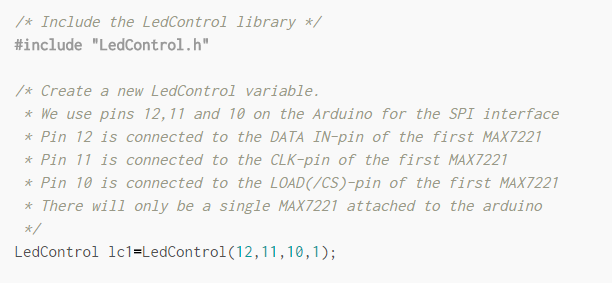 /* Include the LedControl library */
#include "LedControl.h"
/* Create a new LedControl variable.
* We use pins 12,11 and 10 on the Arduino for the SPI interface
* Pin 12 is connected to the DATA IN-pin of the first MAX7221
* Pin 11 is connected to the CLK-pin of the first MAX7221
* Pin 10 is connected to the LOAD(/CS)-pin of the first MAX7221
* There will only be a single MAX7221 attached to the arduino
*/
LedControl lc1=LedControl(12,11,10,1);